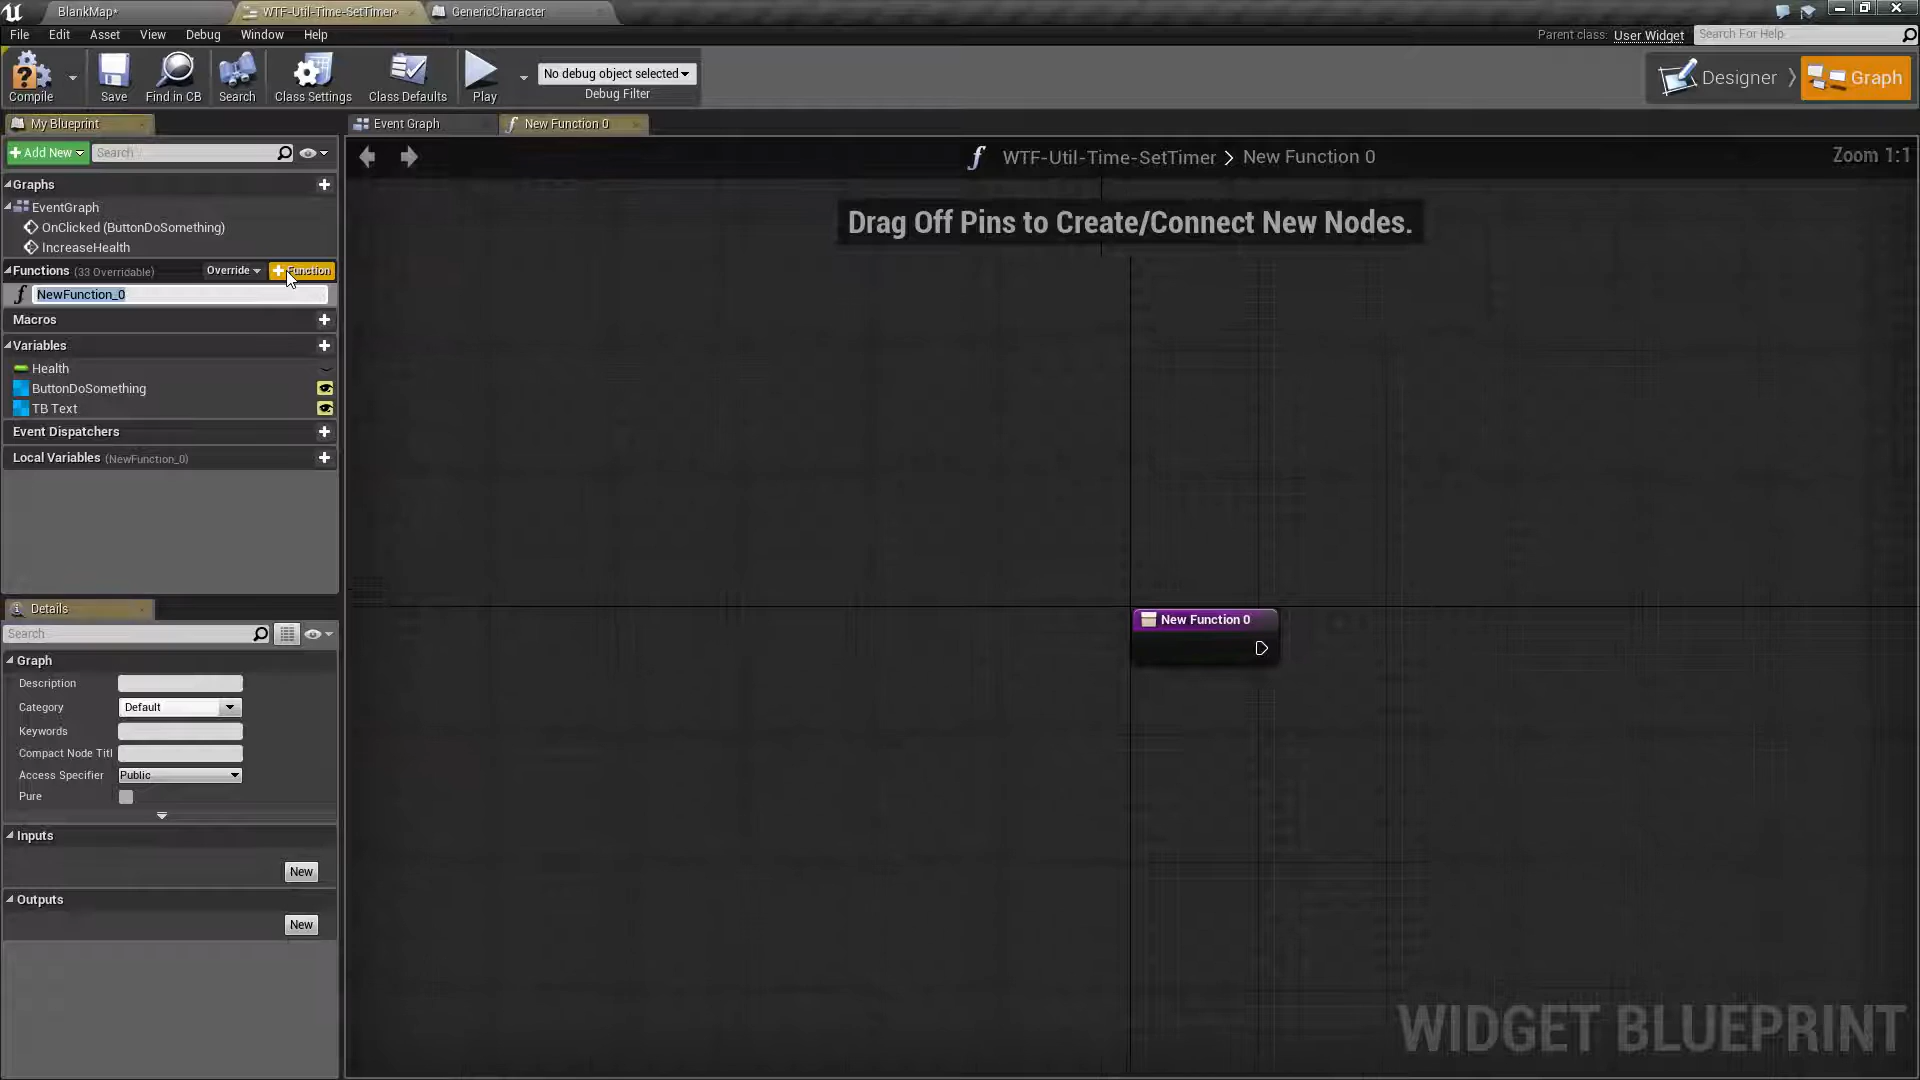 BlankMap*
WTF-Util-Time-SetTimer*
GenericCharacter
File Edit Asset View Debug Window Help
Parent class: User Widget
Search For Help
Compile
Save
Find in CB
Search
Class Settings
Class Defaults
Play
No debug object selected
Debug Filter
Designer
Graph
My Blueprint
Event Graph
New Function 0
Add New
Search
WTF-Util-Time-SetTimer > New Function 0
Zoom 1:1
Graphs
EventGraph
OnClicked (ButtonDoSomething)
IncreaseHealth
Functions (33 Overridable)
Override
Function
NewFunction_0
Macros
Variables
Health
ButtonDoSomething
TB Text
Event Dispatchers
Local Variables (NewFunction_0)
Drag Off Pins to Create/Connect New Nodes.
New Function 0
Details
Search
Graph
Description
Category Default
Keywords
Compact Node Titl
Access Specifier Public
Pure
Inputs
New
Outputs
New
WIDGET BLUEPRINT